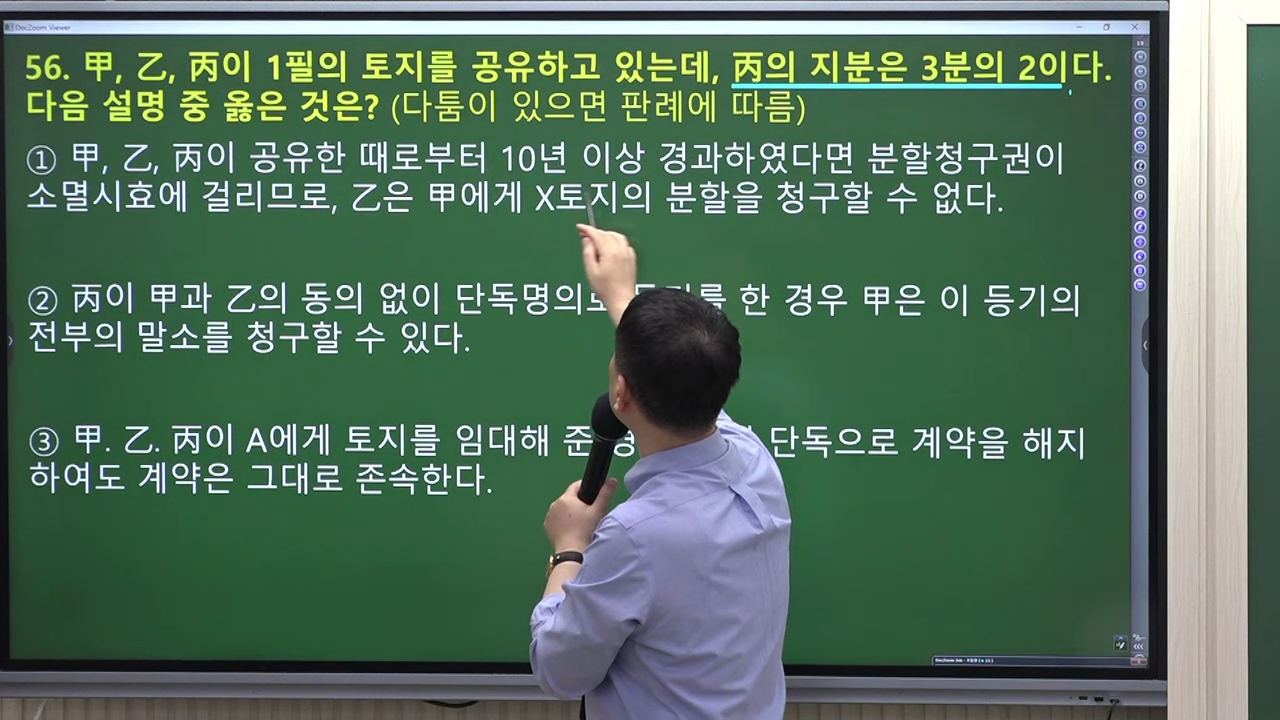 DocZoom Viewer
56. 甲, 乙, 丙이 1필의 토지를 공유하고 있는데, 丙의 지분은 3분의 2이다.
다음 설명 중 옳은 것은? (다툼이 있으면 판례에 따름)
① 甲, 乙, 丙이 공유한 때로부터 10년 이상 경과하였다면 분할청구권이
소멸시효에 걸리므로, 乙은 甲에게 X토지의 분할을 청구할 수 없다.
② 丙이 甲과 乙의 동의 없이 단독명의로 한 경우 甲은 이 등기의
전부의 말소를 청구할 수 있다.
③ 甲. 乙. 丙이 A에게 토지를 임대해 준 단독으로 계약을 해지
하여도 계약은 그대로 존속한다.